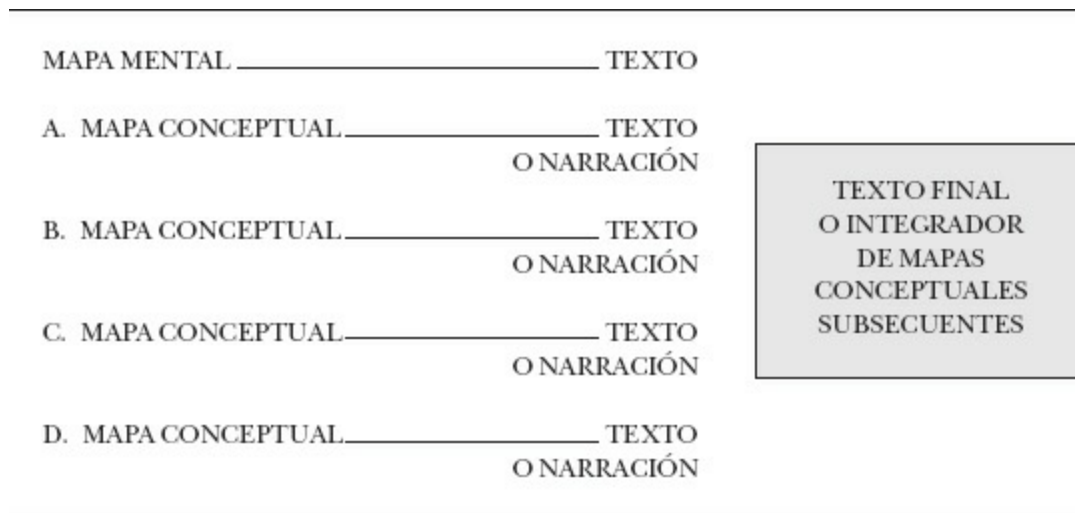 MAPA MENTAL TEXTO
A. MAPA CONCEPTUAL TEXTO
O NARRACIÓN
B. MAPA CONCEPTUAL TEXTO
O NARRACIÓN
C. MAPA CONCEPTUAL TEXTO
O NARRACIÓN
D. MAPA CONCEPTUAL TEXTO
O NARRACIÓN
TEXTO FINAL
O INTEGRADOR
DE MAPAS
CONCEPTUALES
SUBSECUENTES